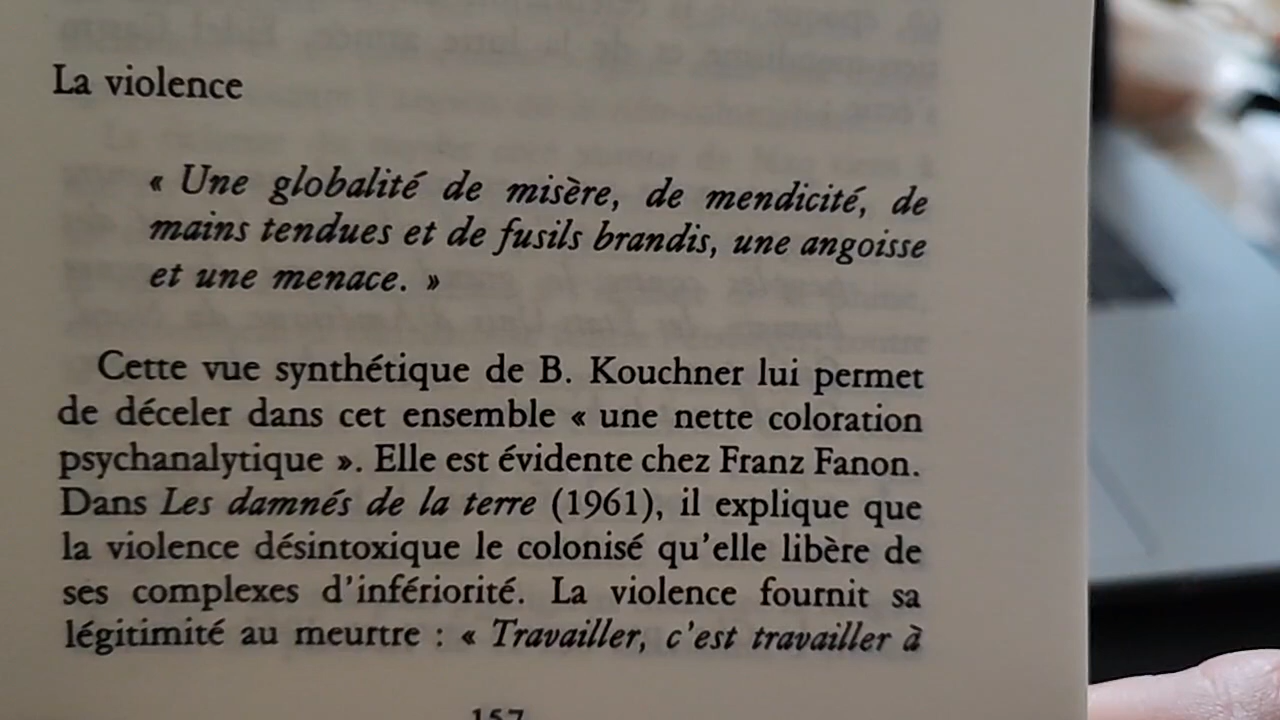 La violence
« Une globalité de misère, de mendicité, de
mains tendues et de fusils brandis, une angoisse
et une menace. »
Cette vue synthétique de B. Kouchner lui permet
de déceler dans cet ensemble « une nette coloration
psychanalytique ». Elle est évidente chez Franz Fanon.
Dans Les damnés de la terre (1961), il explique que
la violence désintoxique le colonisé qu’elle libère de
ses complexes d’infériorité. La violence fournit sa
légitimité au meurtre : « Travailler, c’est travailler à
157